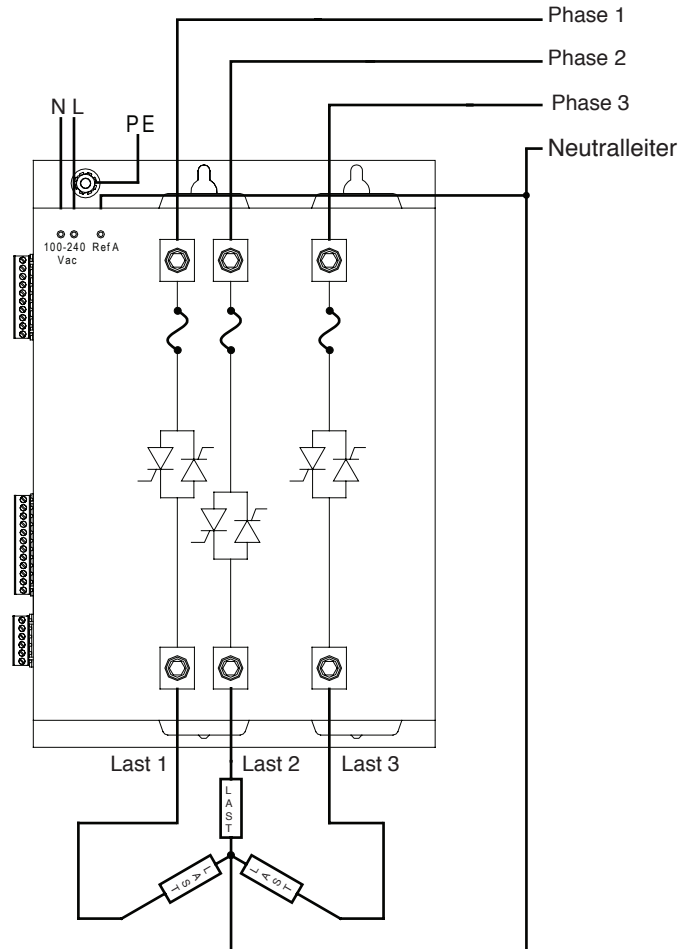 Phase 1
Phase 2
Phase 3
Neutralleiter
N L
PE
100-240 Ref A
Vac
Last 1
Last 2
Last 3
LAST
LAST
LAST